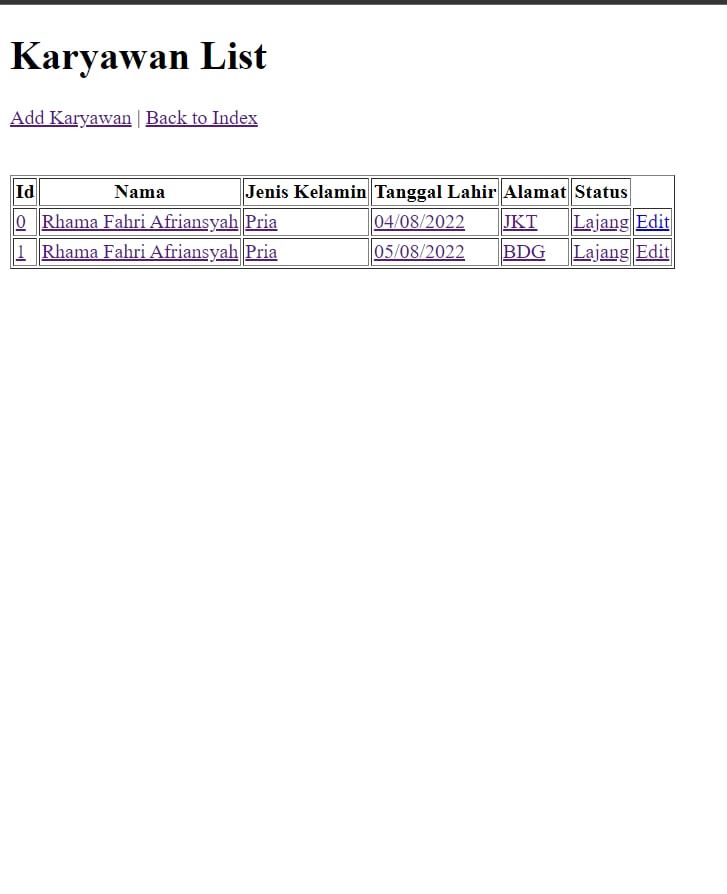 Karyawan List
Add Karyawan | Back to Index
Id Nama Jenis Kelamin Tanggal Lahir Alamat Status
0 Rhama Fahri Afriansyah Pria 04/08/2022 JKT Lajang Edit
1 Rhama Fahri Afriansyah Pria 05/08/2022 BDG Lajang Edit